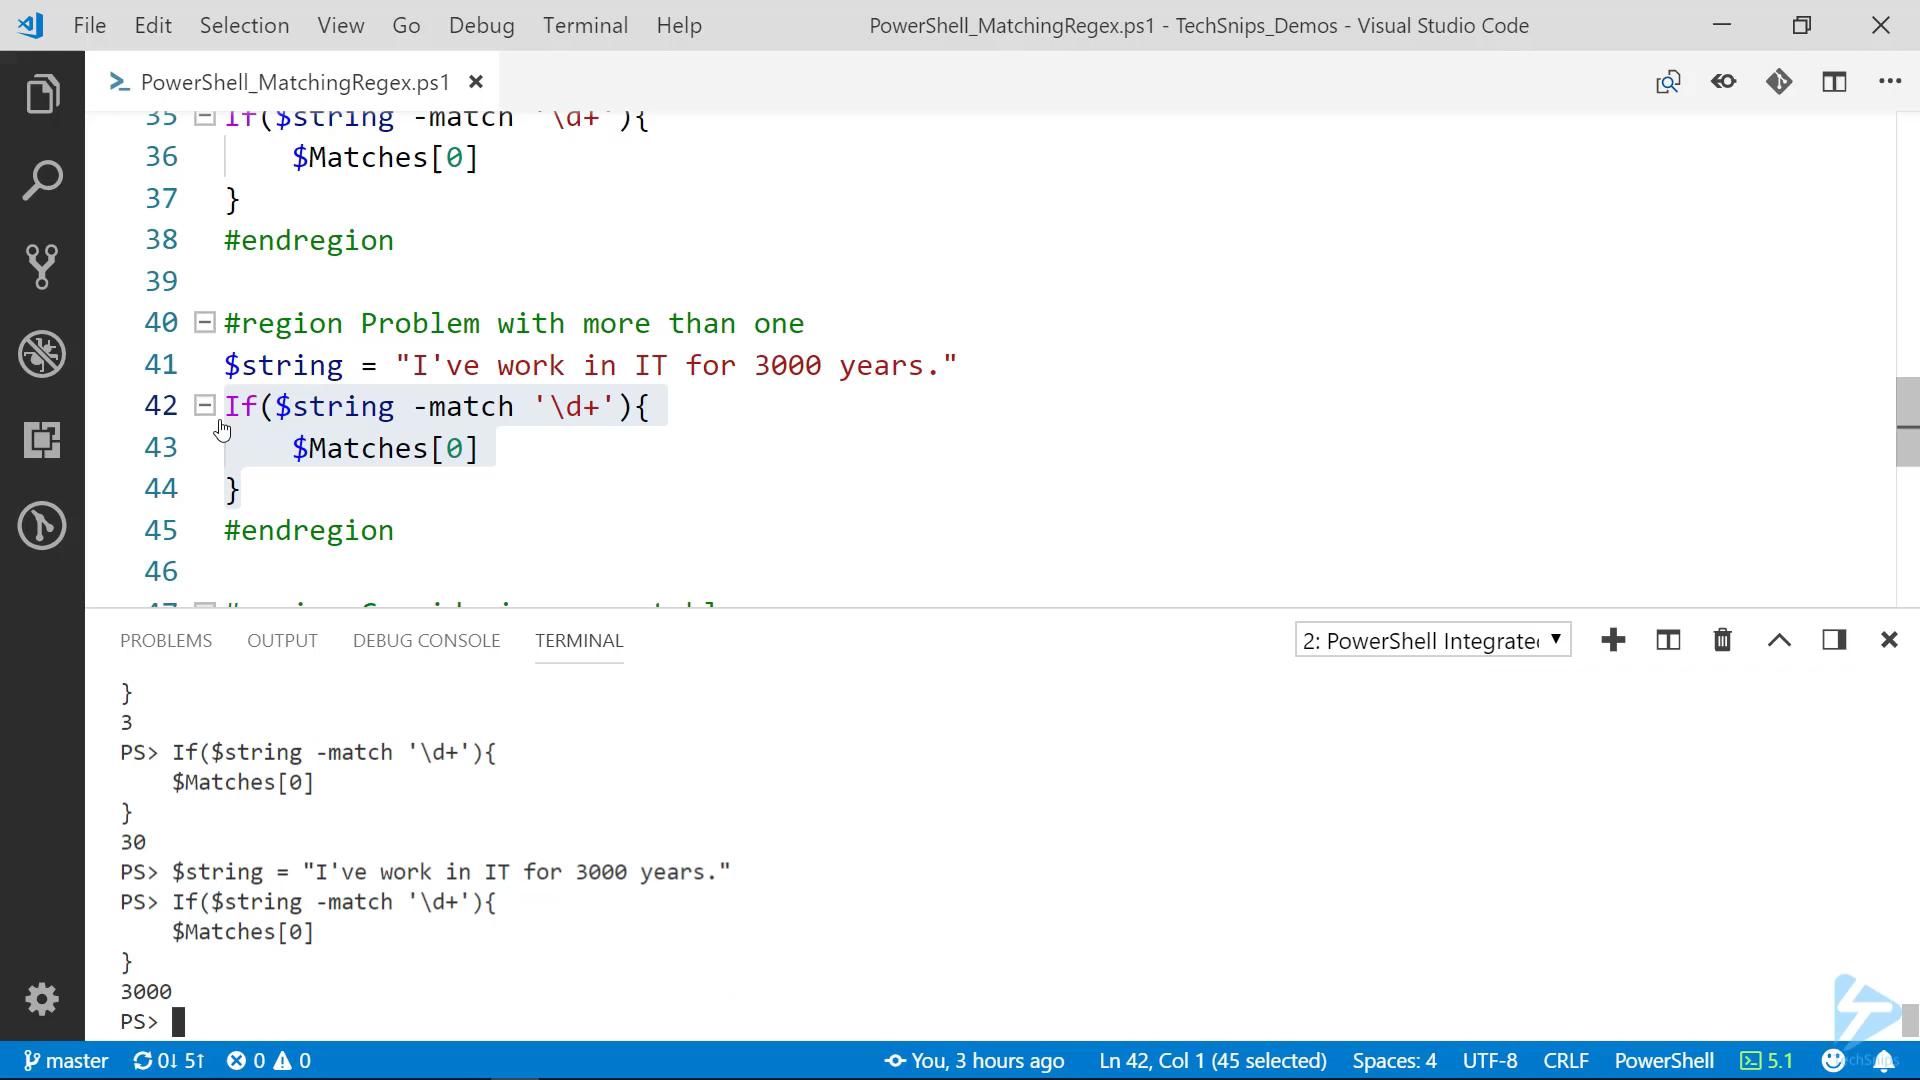 File Edit Selection View Go Debug Terminal Help PowerShell_MatchingRegex.ps1 - TechSnips_Demos - Visual Studio Code
PowerShell_MatchingRegex.ps1
35 If($string -match '\d+'){
36 $Matches[0]
37 }
38 #endregion
39
40 #region Problem with more than one
41 $string = "I've work in IT for 3000 years."
42 If($string -match '\d+'){
43 $Matches[0]
44 }
45 #endregion
46
PROBLEMS OUTPUT DEBUG CONSOLE TERMINAL 2: PowerShell Integrated
}
3
PS> If($string -match '\d+'){
$Matches[0]
}
30
PS> $string = "I've work in IT for 3000 years."
PS> If($string -match '\d+'){
$Matches[0]
}
3000
PS>
master 0↓ 5↑ 0 0 You, 3 hours ago Ln 42, Col 1 (45 selected) Spaces: 4 UTF-8 CRLF PowerShell 5.1